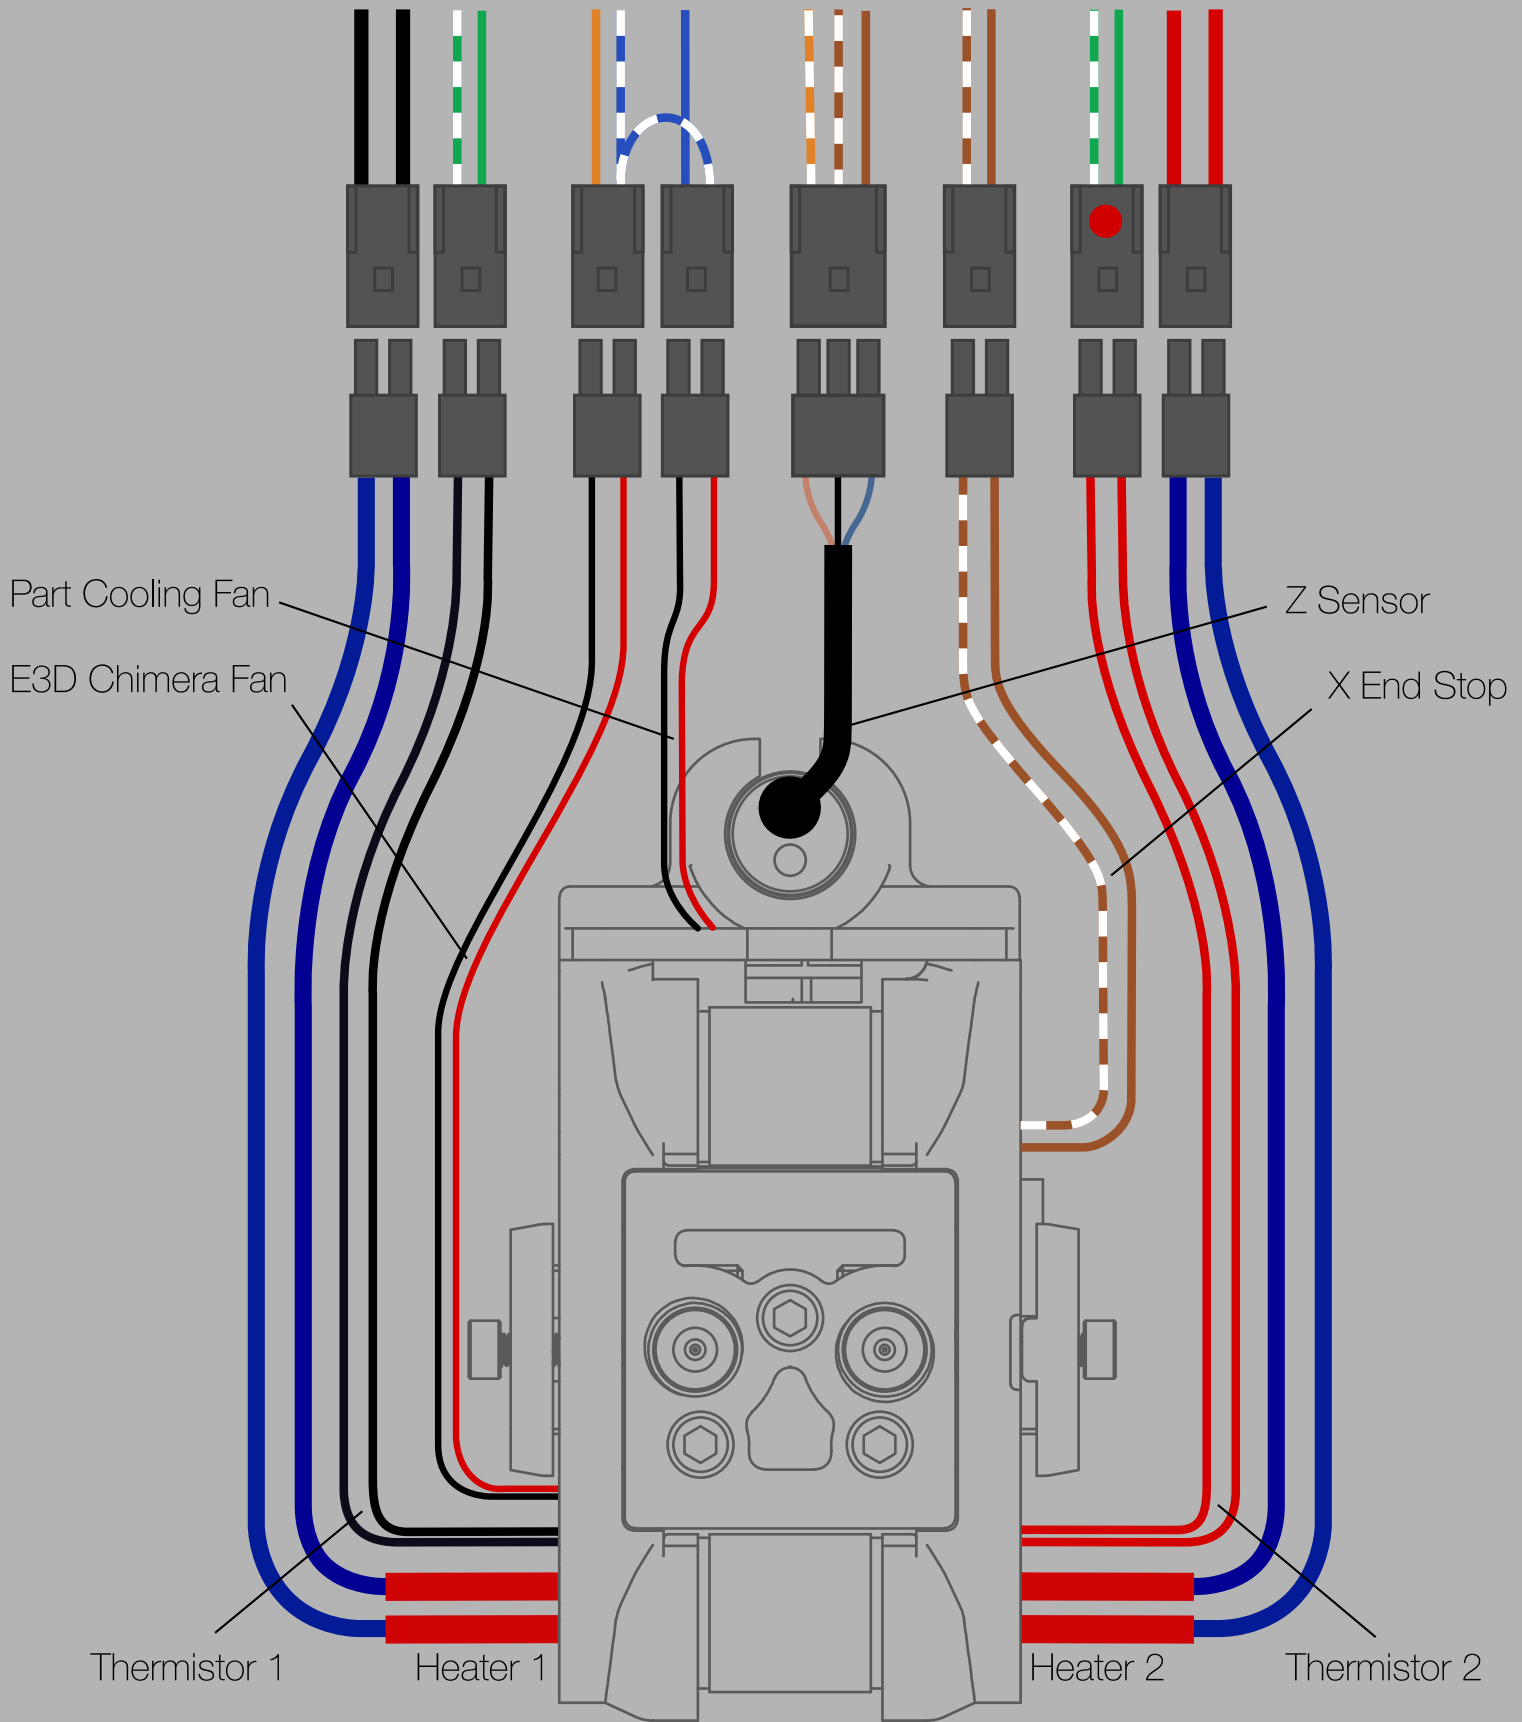 Part Cooling Fan
Z Sensor
E3D Chimera Fan
X End Stop
Thermistor 1
Heater 1
Heater 2
Thermistor 2